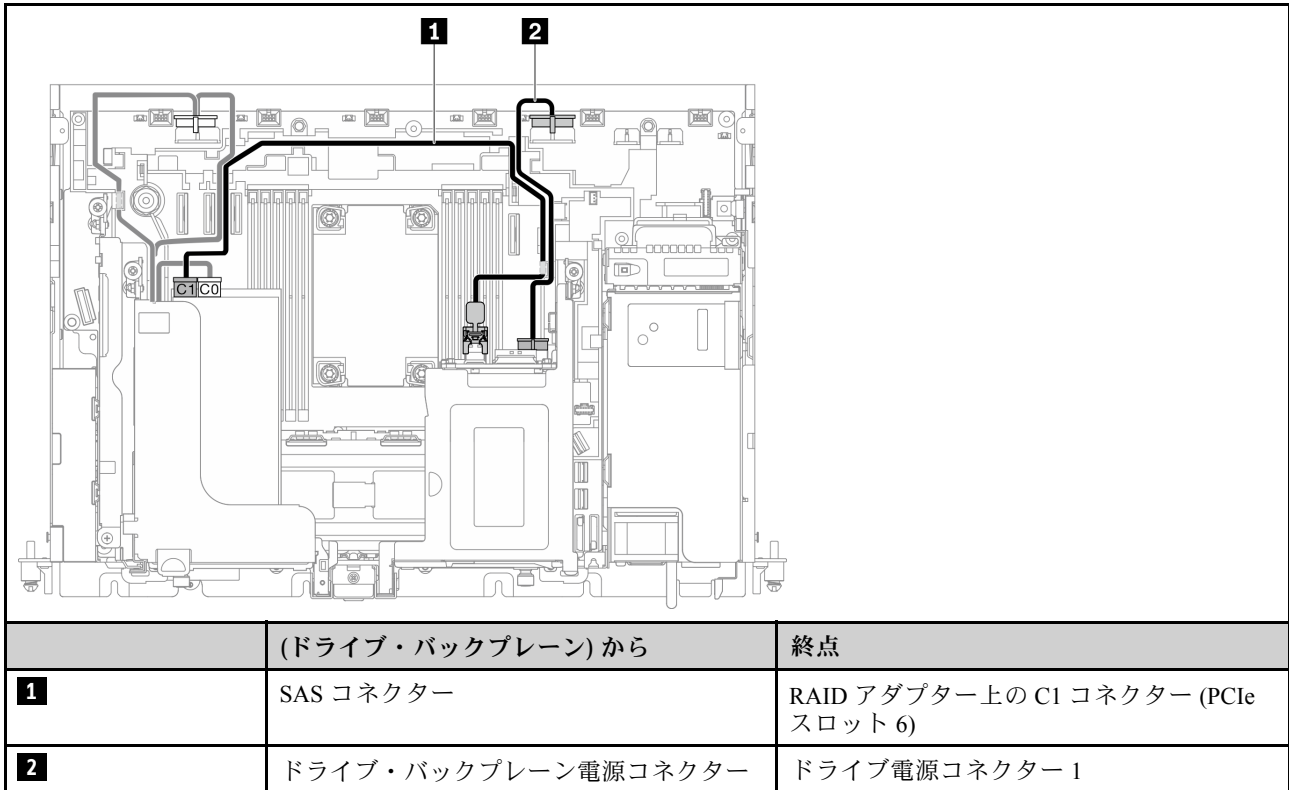 1 2
C1 C0
(ドライブ・バックプレーン) から 終点
1 SAS コネクター RAID アダプター上の C1 コネクター (PCIe
スロット 6)
2 ドライブ・バックプレーン電源コネクター ドライブ電源コネクター 1